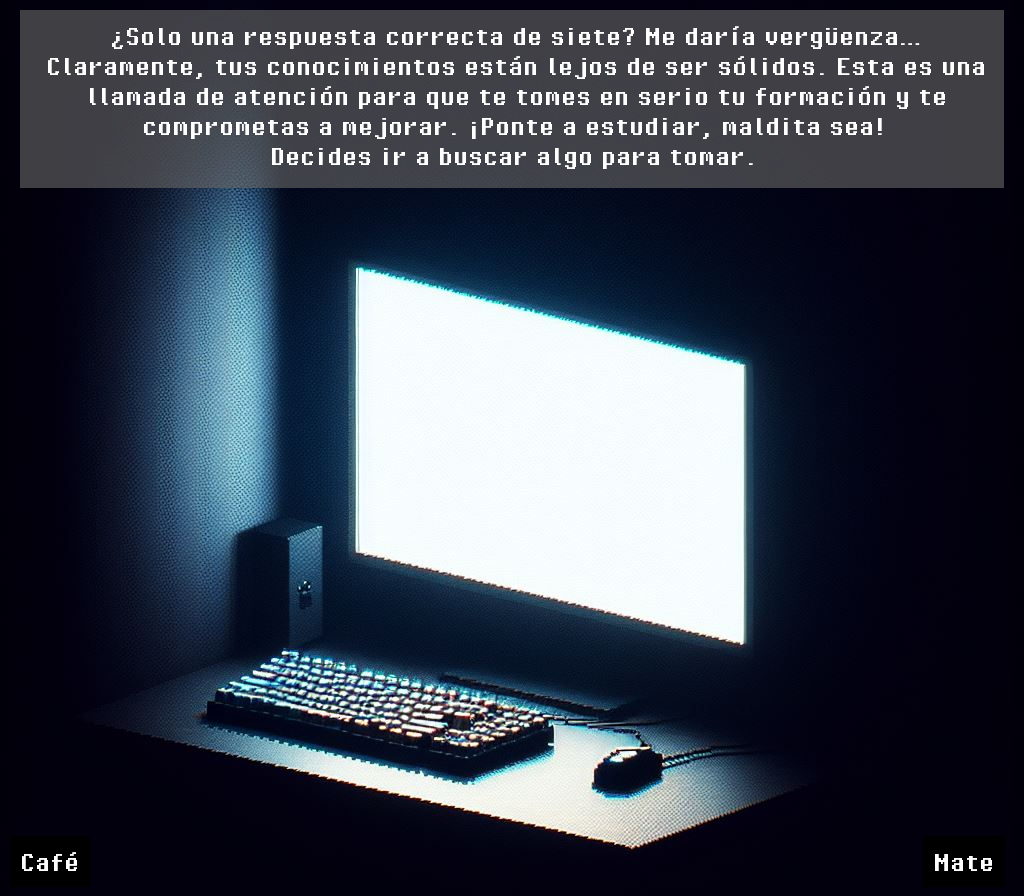 ¿Solo una respuesta correcta de siete? Me daría vergüenza...
Claramente, tus conocimientos están lejos de ser sólidos. Esta es una
llamada de atención para que te tomes en serio tu formación y te
comprometas a mejorar. ¡Ponte a estudiar, maldita sea!
Decides ir a buscar algo para tomar.
Café
Mate